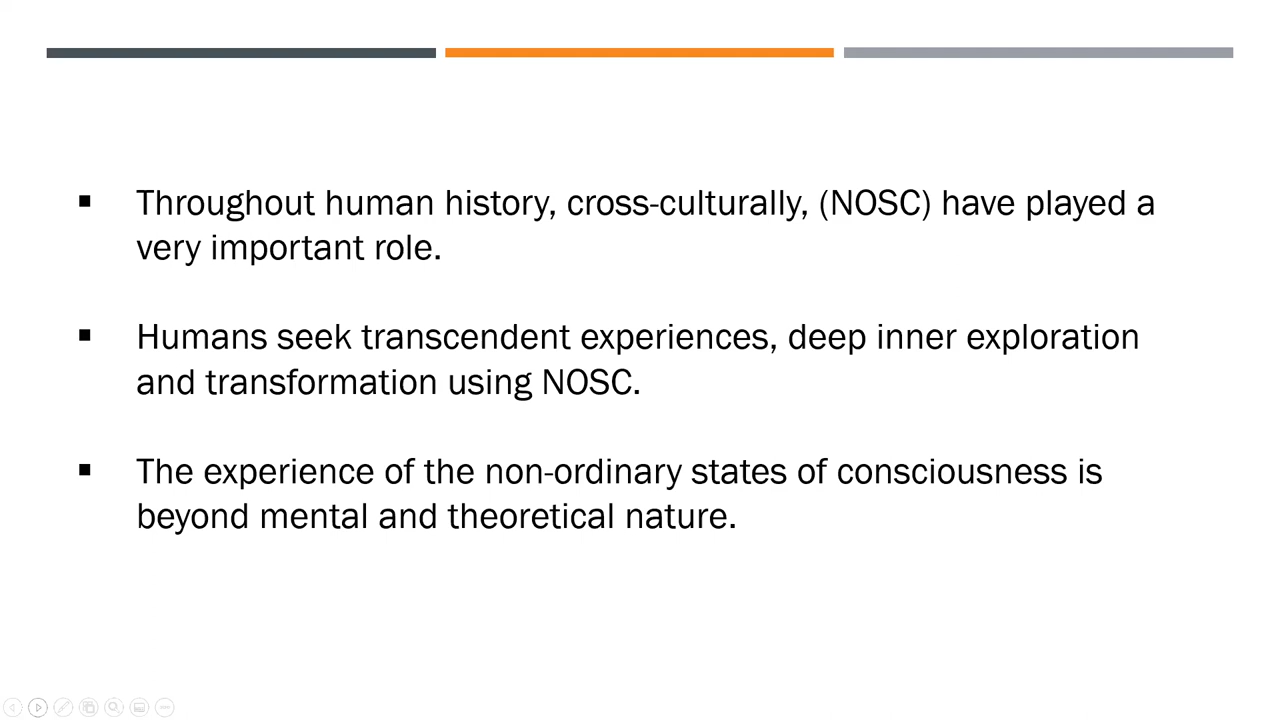 ▪ Throughout human history, cross-culturally, (NOSC) have played a
very important role.
▪ Humans seek transcendent experiences, deep inner exploration
and transformation using NOSC.
▪ The experience of the non-ordinary states of consciousness is
beyond mental and theoretical nature.